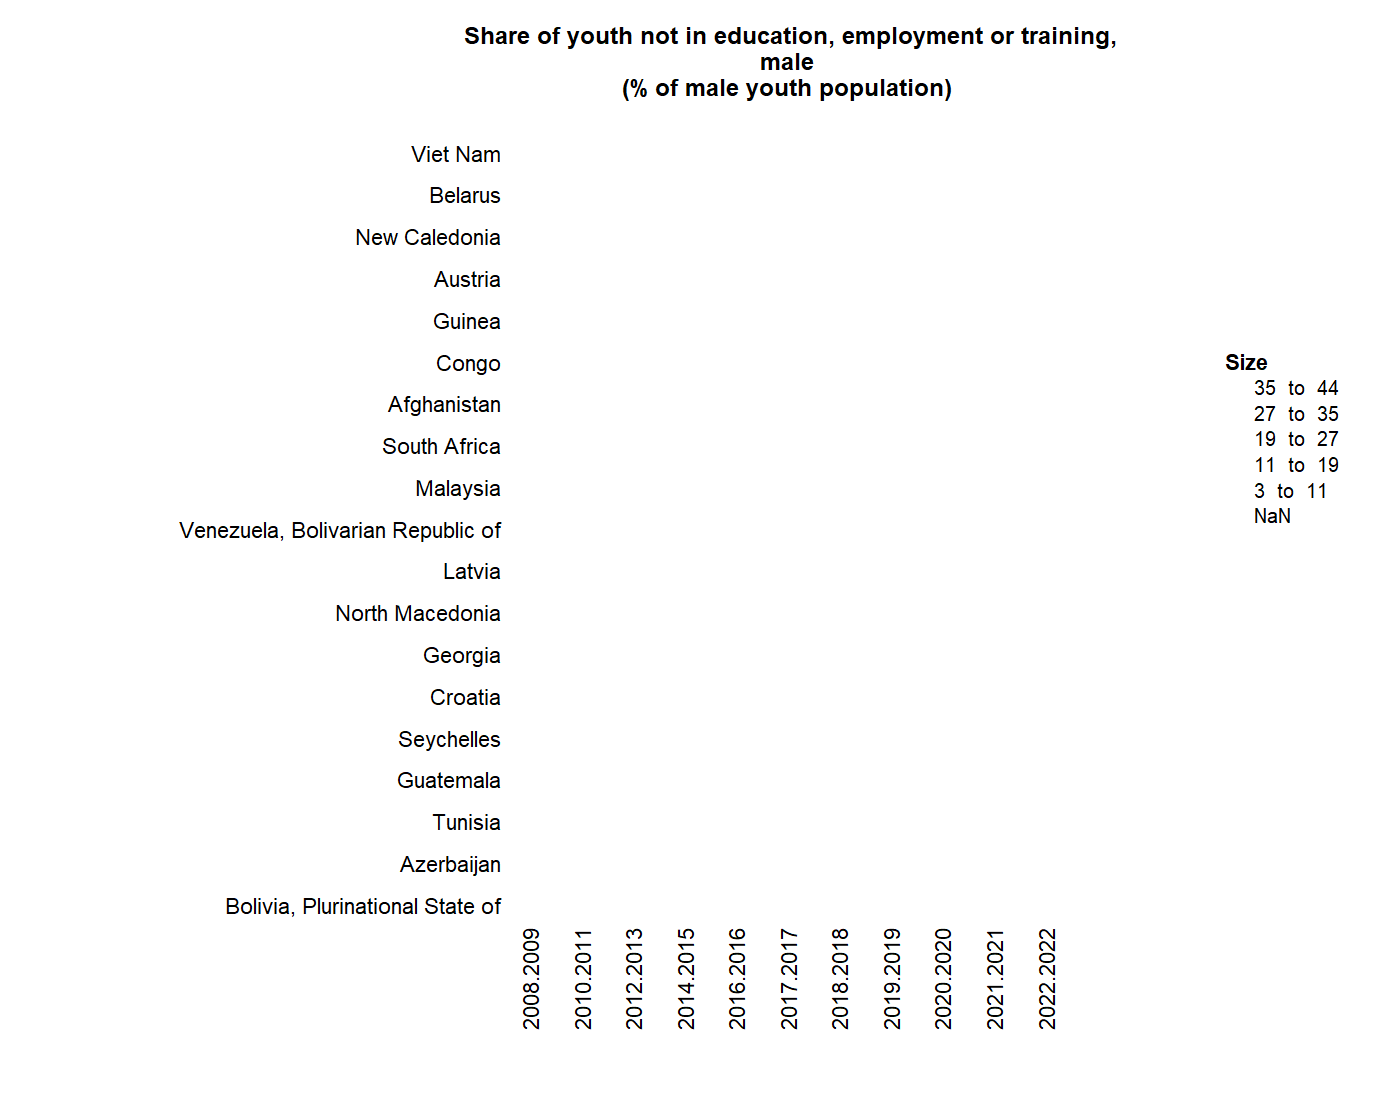 Share of youth not in education, employment or training,
male
(% of male youth population)
Viet Nam
Belarus
New Caledonia
Austria
Guinea
Congo
Afghanistan
South Africa
Malaysia
Venezuela, Bolivarian Republic of
Latvia
North Macedonia
Georgia
Croatia
Seychelles
Guatemala
Tunisia
Azerbaijan
Bolivia, Plurinational State of
2008.2009
2010.2011
2012.2013
2014.2015
2016.2016
2017.2017
2018.2018
2019.2019
2020.2020
2021.2021
2022.2022
Size
35 to 44
27 to 35
19 to 27
11 to 19
3 to 11
NaN